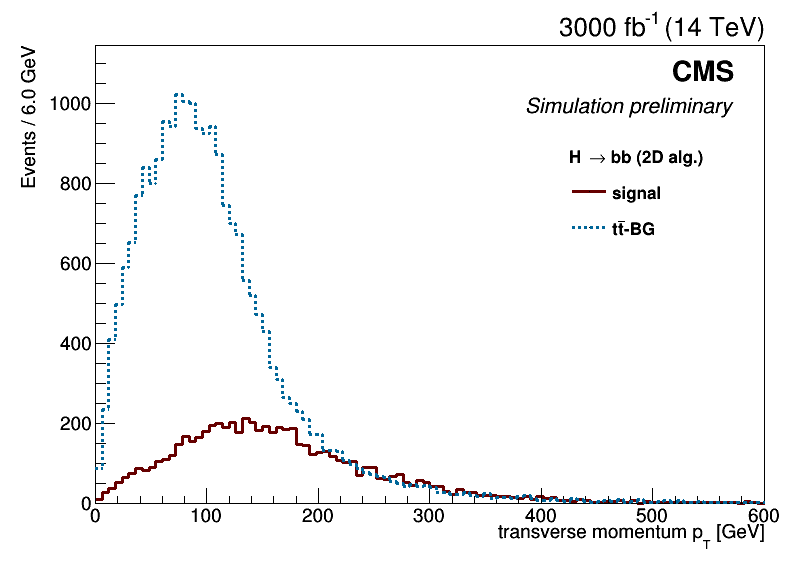 3000 fb⁻¹ (14 TeV)
Events / 6.0 GeV
CMS
Simulation preliminary
H → bb (2D alg.)
signal
tt̄-BG
1000
800
600
400
200
0
0 100 200 300 400 500 600
transverse momentum p_T [GeV]